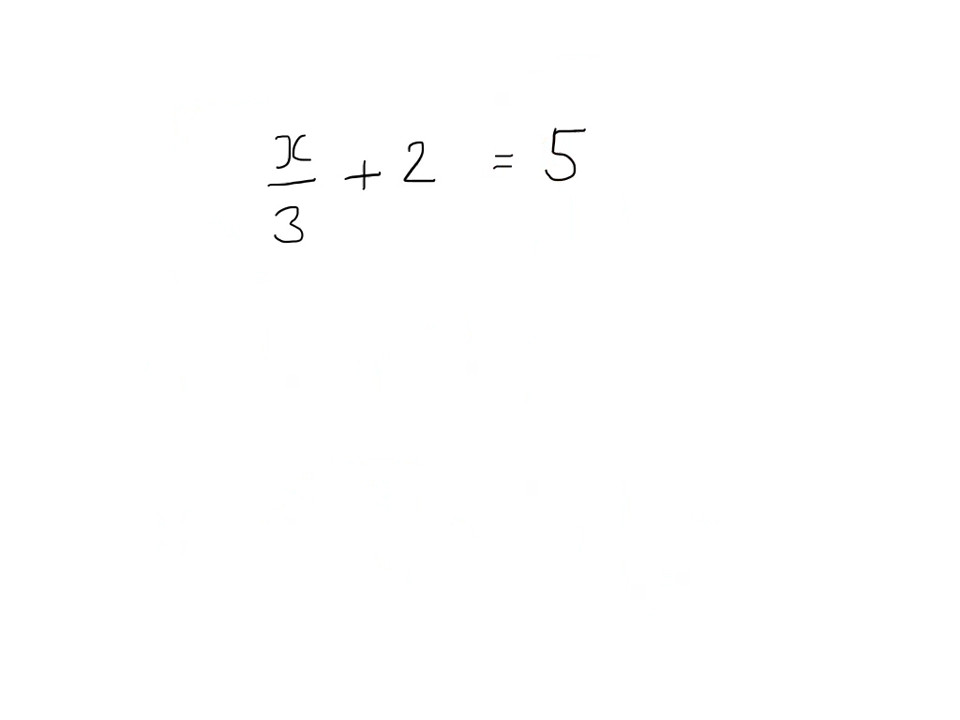 x/3 + 2 = 5